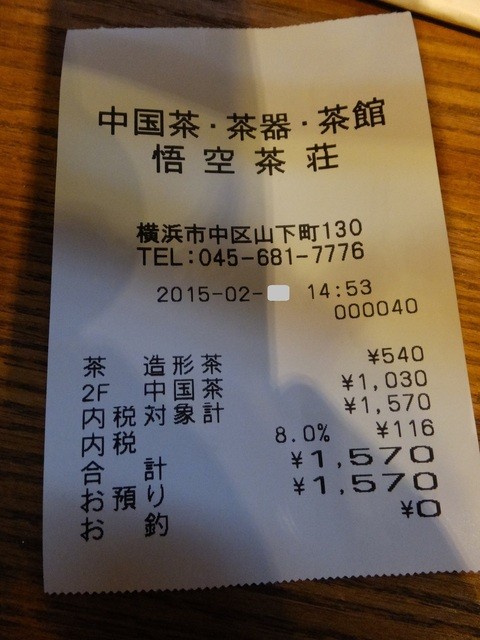 中国茶・茶器・茶館
悟空茶荘
横浜市中区山下町130
TEL:045-681-7776
2015-02- 14:53
000040
茶 造形茶 ¥540
2F 中国茶 ¥1,030
内税対象計 ¥1,570
内税 8.0% ¥116
合 計 ¥1,570
お預り ¥1,570
お 釣 ¥0